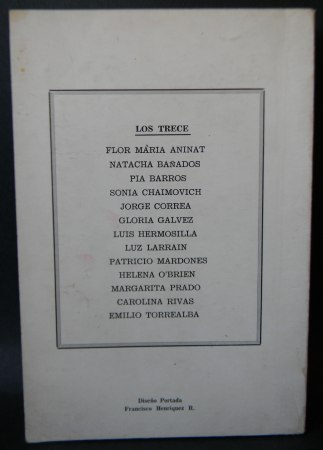 LOS TRECE
FLOR MARIA ANINAT
NATACHA BAÑADOS
PIA BARROS
SONIA CHAIMOVICH
JORGE CORREA
GLORIA GALVEZ
LUIS HERMOSILLA
LUZ LARRAIN
PATRICIO MARDONES
HELENA O'BRIEN
MARGARITA PRADO
CAROLINA RIVAS
EMILIO TORREALBA
Diseño Portada
Francisco Henríquez R.